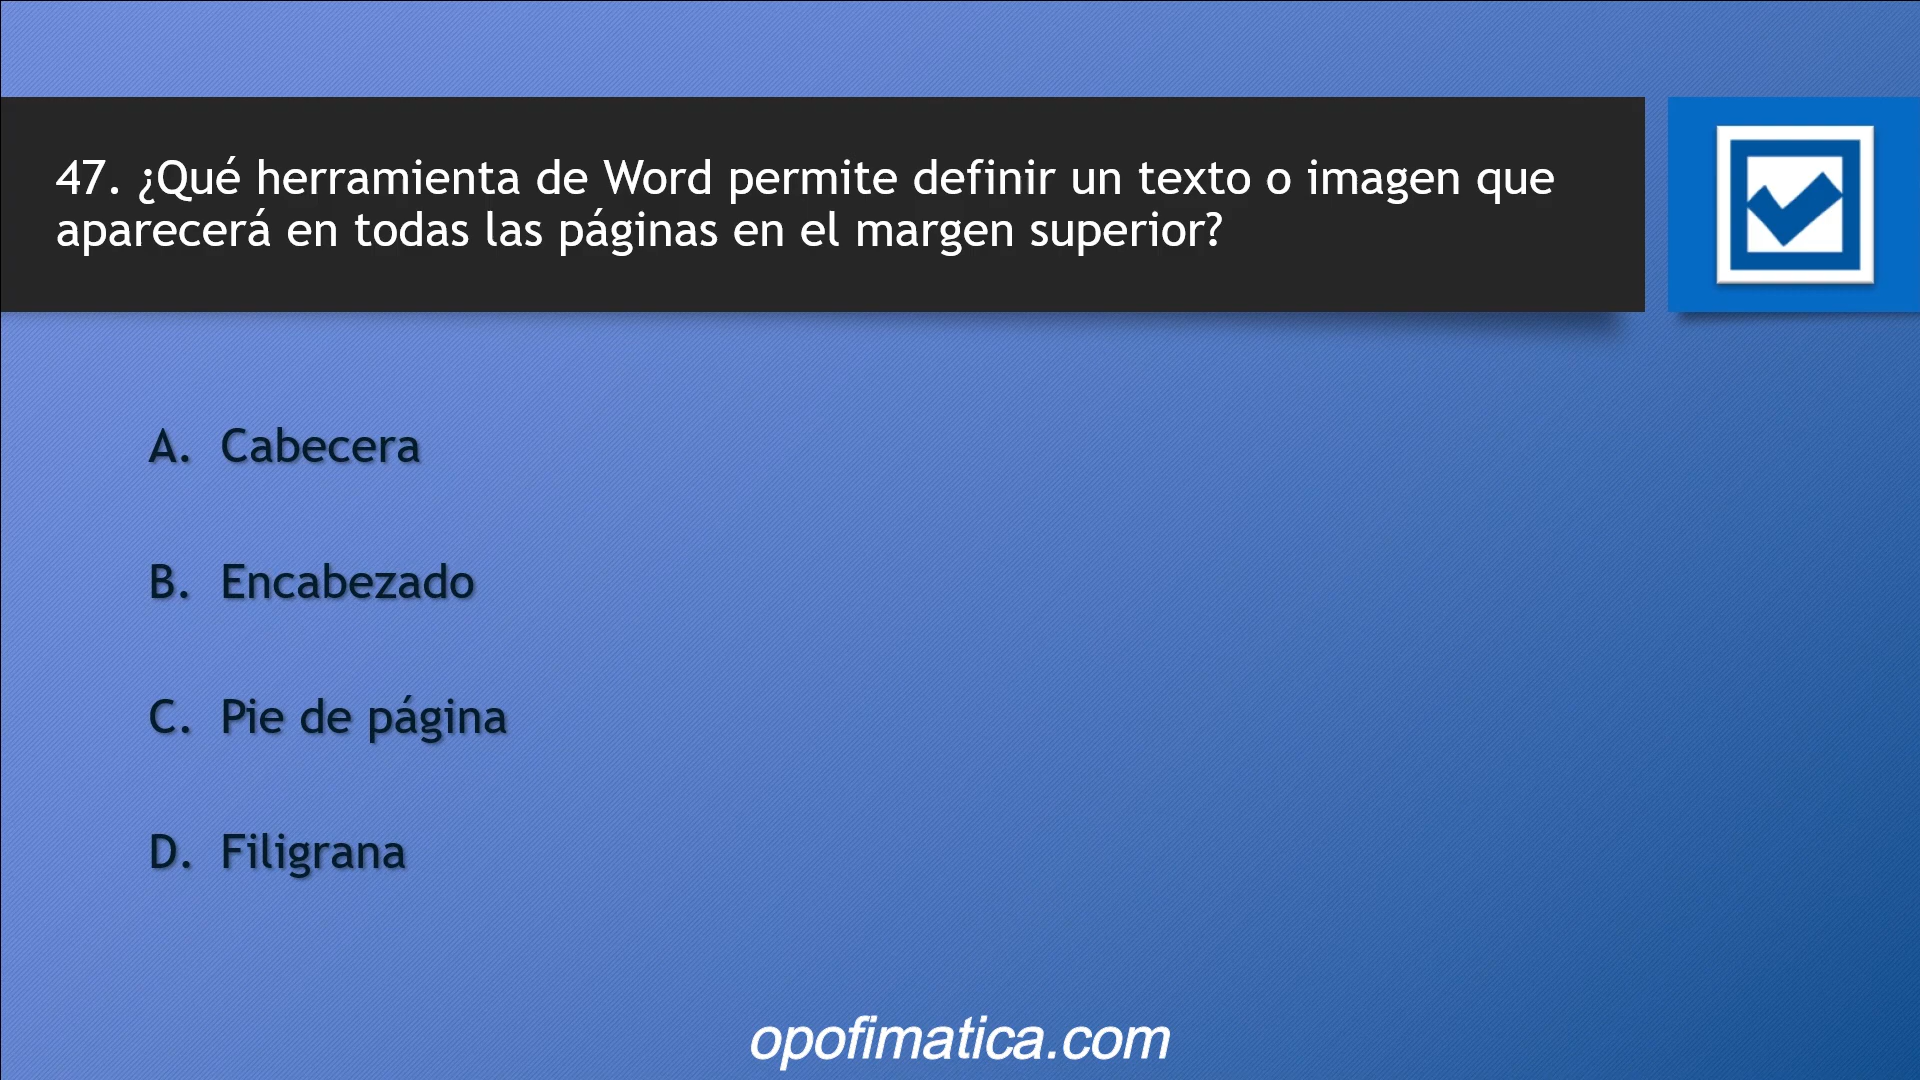 47. ¿Qué herramienta de Word permite definir un texto o imagen que
aparecerá en todas las páginas en el margen superior?
A. Cabecera
B. Encabezado
C. Pie de página
D. Filigrana
opofimatica.com